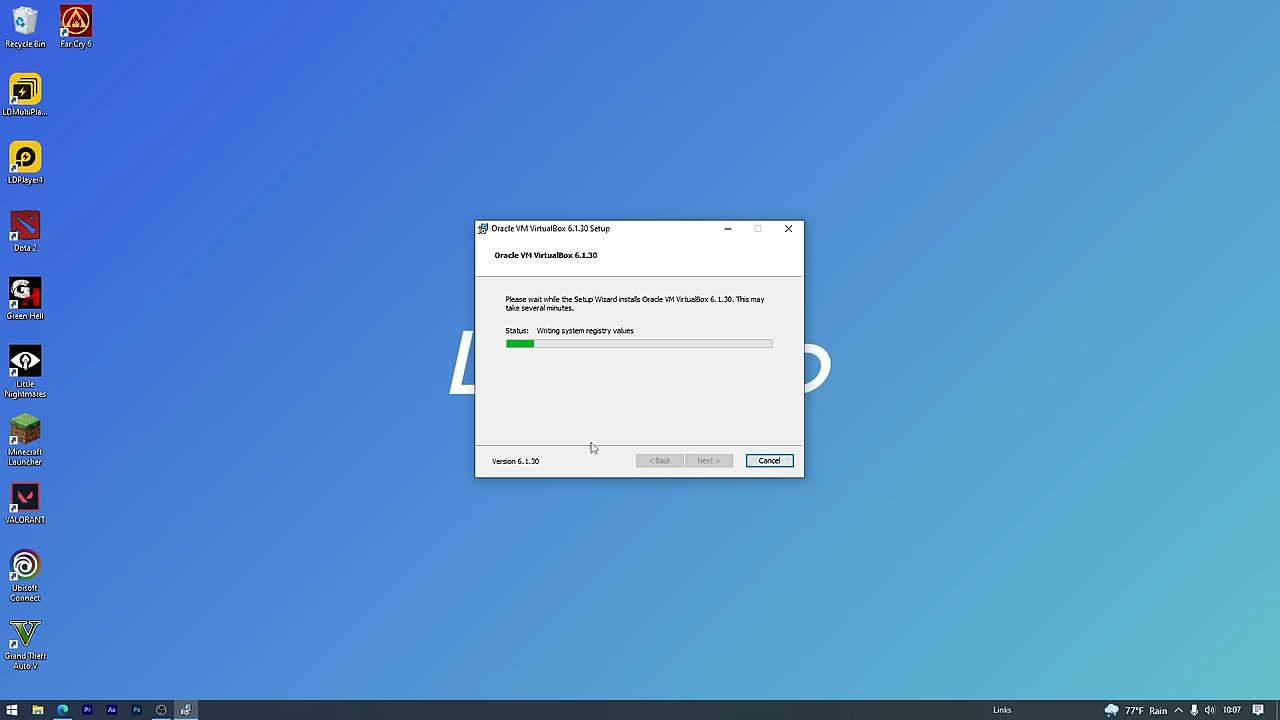 Recycle Bin
Far Cry 6
LDMultiPla...
LDPlayer4
Dota 2
Green Hell
Little
Nightmares
Minecraft
Launcher
VALORANT
Ubisoft
Connect
Grand Theft
Auto V
Oracle VM VirtualBox 6.1.30 Setup
Oracle VM VirtualBox 6.1.30
Please wait while the Setup Wizard installs Oracle VM VirtualBox 6.1.30. This may
take several minutes.
Status: Writing system registry values
Version 6.1.30
< Back
Next >
Cancel
Pr
Ae
Ps
Links
77°F Rain
10:07